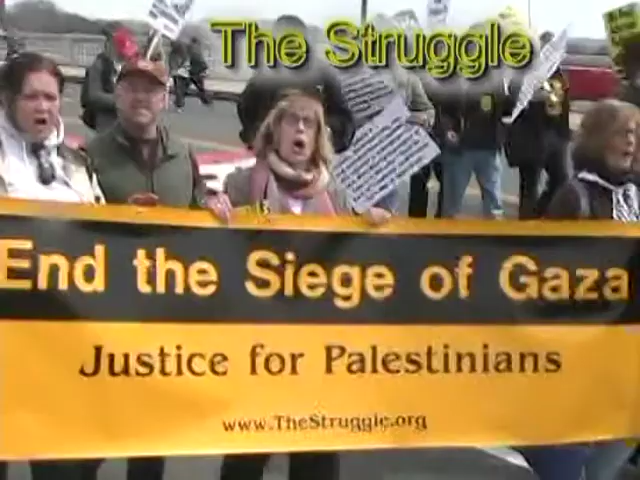 The Struggle
End the Siege of Gaza
Justice for Palestinians
www.TheStruggle.org